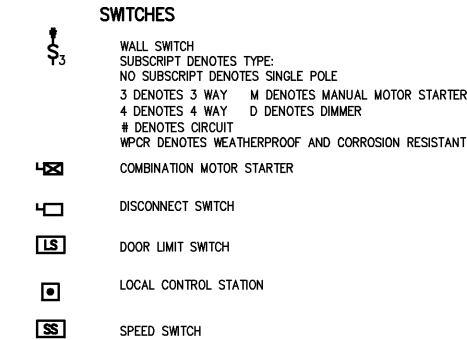 SWITCHES
#
S3
WALL SWITCH
SUBSCRIPT DENOTES TYPE:
NO SUBSCRIPT DENOTES SINGLE POLE
3 DENOTES 3 WAY M DENOTES MANUAL MOTOR STARTER
4 DENOTES 4 WAY D DENOTES DIMMER
# DENOTES CIRCUIT
WPCR DENOTES WEATHERPROOF AND CORROSION RESISTANT
COMBINATION MOTOR STARTER
DISCONNECT SWITCH
LS DOOR LIMIT SWITCH
LOCAL CONTROL STATION
SS SPEED SWITCH